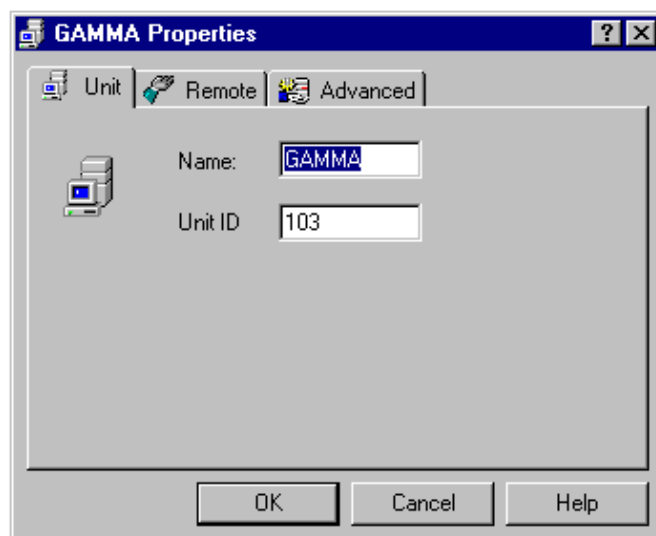 GAMMA Properties
Unit Remote Advanced
Name: GAMMA
Unit ID 103
OK Cancel Help